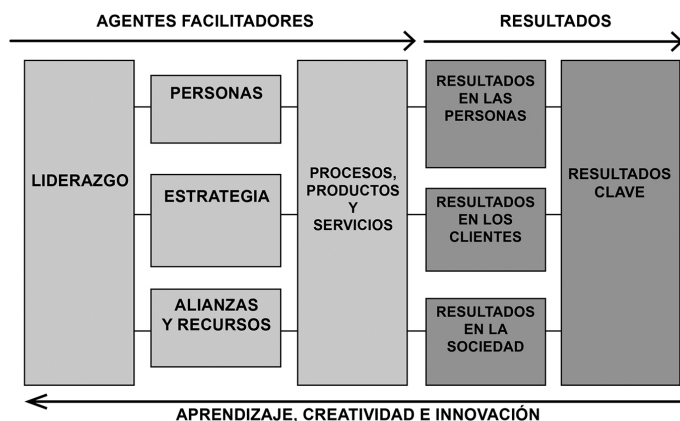 AGENTES FACILITADORES
RESULTADOS
LIDERAZGO
PERSONAS
ESTRATEGIA
ALIANZAS
Y RECURSOS
PROCESOS,
PRODUCTOS
Y
SERVICIOS
RESULTADOS
EN LAS
PERSONAS
RESULTADOS
EN LOS
CLIENTES
RESULTADOS
EN LA
SOCIEDAD
RESULTADOS
CLAVE
APRENDIZAJE, CREATIVIDAD E INNOVACIÓN